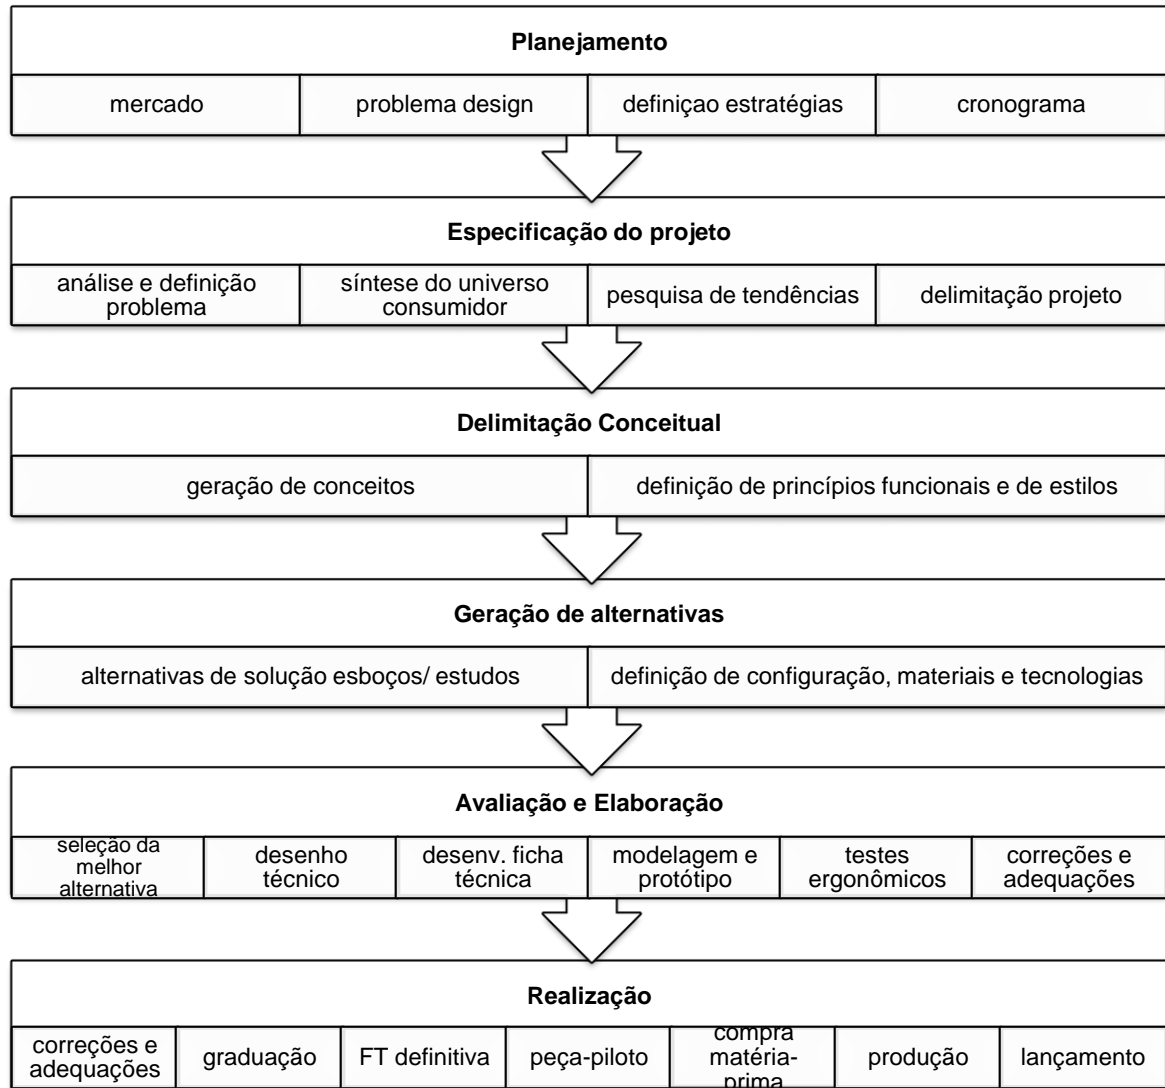 Planejamento
mercado
problema design
definiçao estratégias
cronograma
Especificação do projeto
análise e definição
problema
síntese do universo
consumidor
pesquisa de tendências
delimitação projeto
Delimitação Conceitual
geração de conceitos
definição de princípios funcionais e de estilos
Geração de alternativas
alternativas de solução esboços/ estudos
definição de configuração, materiais e tecnologias
Avaliação e Elaboração
seleção da
melhor
alternativa
desenho
técnico
desenv. ficha
técnica
modelagem e
protótipo
testes
ergonômicos
correções e
adequações
Realização
correções e
adequações
graduação
FT definitiva
peça-piloto
compra
matéria-
prima
produção
lançamento